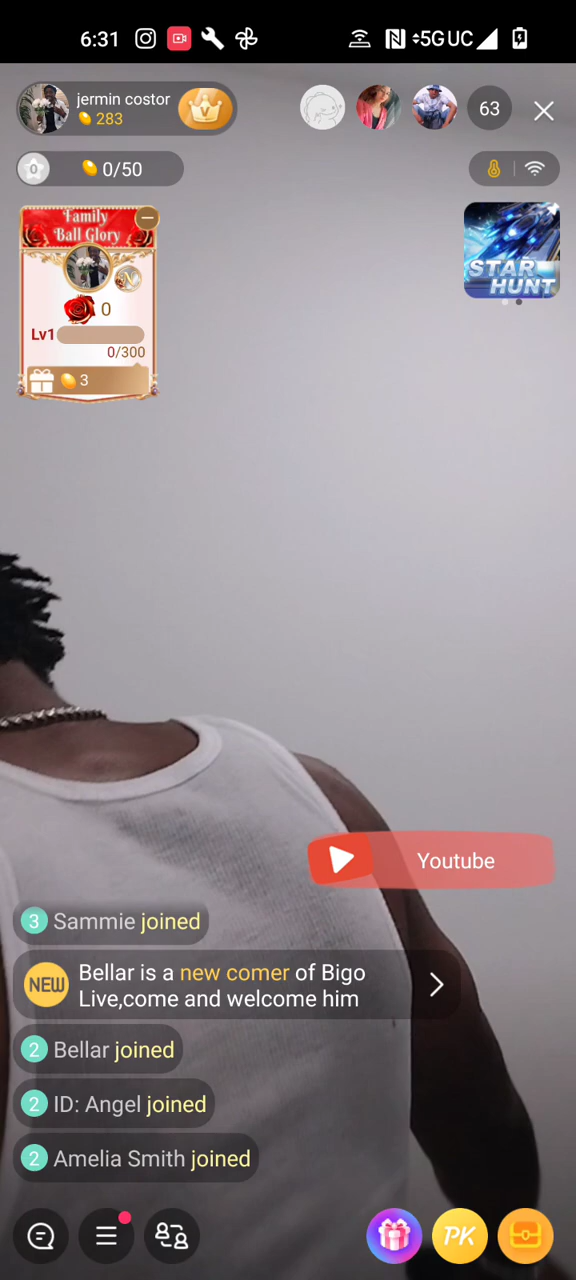 6:31
5G UC
jermin costor
283
63
0
0/50
Family
Ball Glory
N
0
Lv1
0/300
3
STAR
HUNT
Youtube
3 Sammie joined
NEW
Bellar is a new comer of Bigo
Live,come and welcome him
2 Bellar joined
2 ID: Angel joined
2 Amelia Smith joined
PK